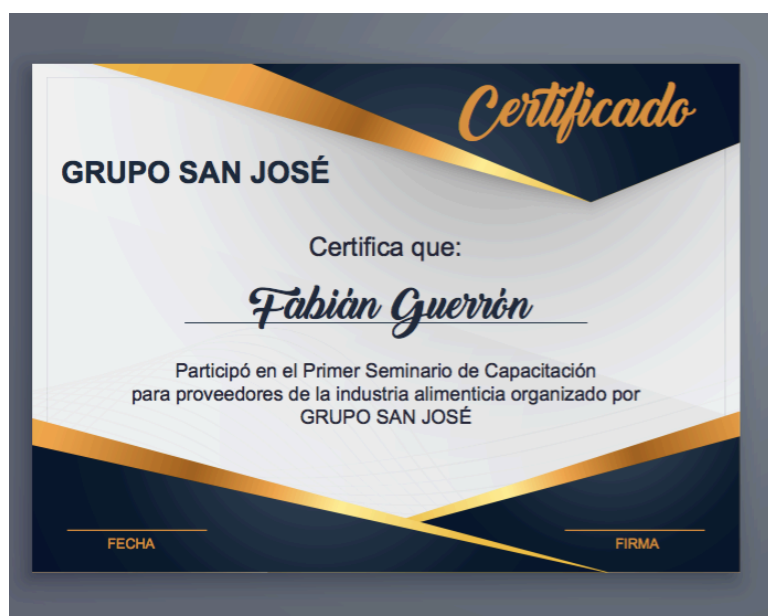 Certificado
GRUPO SAN JOSÉ
Certifica que:
Fabián Guerrón
Participó en el Primer Seminario de Capacitación
para proveedores de la industria alimenticia organizado por
GRUPO SAN JOSÉ
FECHA
FIRMA